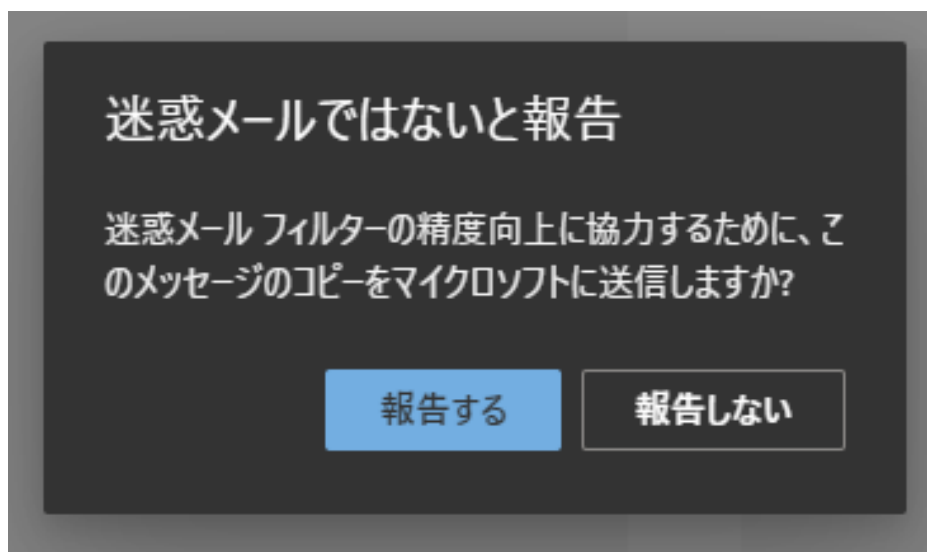 迷惑メールではないと報告
迷惑メール フィルターの精度向上に協力するために、こ
のメッセージのコピーをマイクロソフトに送信しますか?
報告する
報告しない